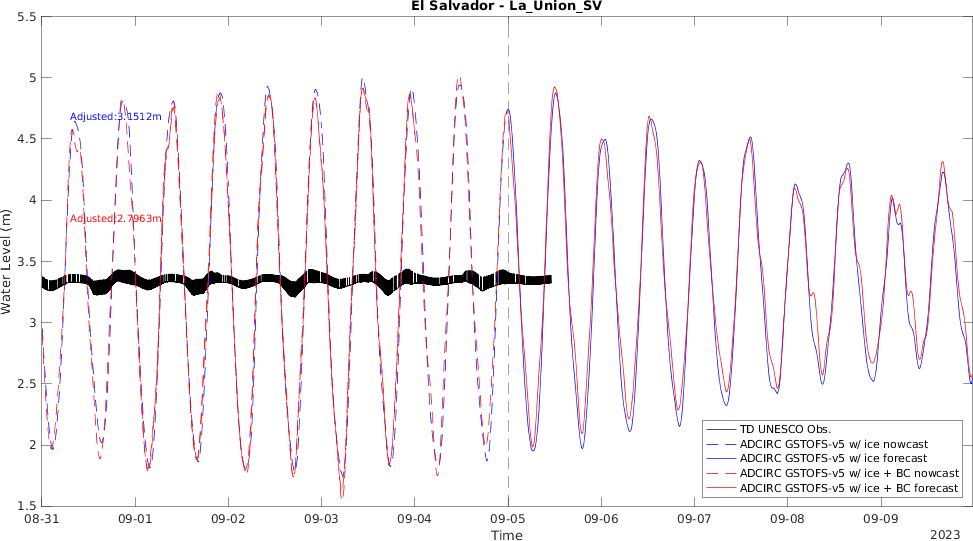 El Salvador - La_Union_SV
5.5
5
4.5
4
3.5
3
2.5
2
1.5
Water Level (m)
Adjusted:3.1512m
Adjusted:2.7963m
TD UNESCO Obs.
ADCIRC GSTOFS-v5 w/ ice nowcast
ADCIRC GSTOFS-v5 w/ ice forecast
ADCIRC GSTOFS-v5 w/ ice + BC nowcast
ADCIRC GSTOFS-v5 w/ ice + BC forecast
08-31 09-01 09-02 09-03 09-04 09-05 09-06 09-07 09-08 09-09
Time
2023